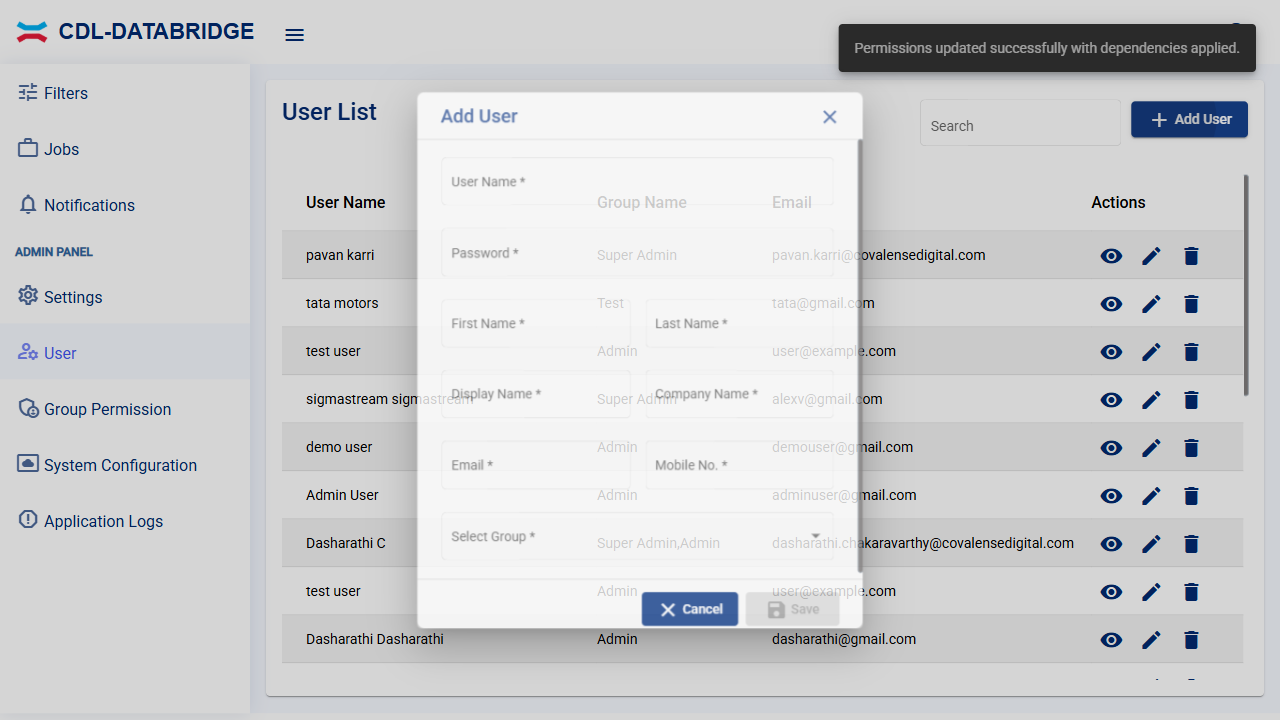 CDL-DATABRIDGE
Permissions updated successfully with dependencies applied.
Filters
Jobs
Notifications
ADMIN PANEL
Settings
User
Group Permission
System Configuration
Application Logs
User List
Search
Add User
User Name Group Name Email Actions
pavan karri Super Admin pavan.karri@covalensedigital.com
tata motors Test tata@gmail.com
test user Admin user@example.com
sigmastream sigmastream Super Admin alexv@gmail.com
demo user Admin demouser@gmail.com
Admin User Admin adminuser@gmail.com
Dasharathi C Super Admin,Admin dasharathi.chakaravarthy@covalensedigital.com
test user Admin user@example.com
Dasharathi Dasharathi Admin dasharathi@gmail.com
Add User
User Name *
Password *
First Name * Last Name *
Display Name * Company Name *
Email * Mobile No. *
Select Group *
Cancel Save